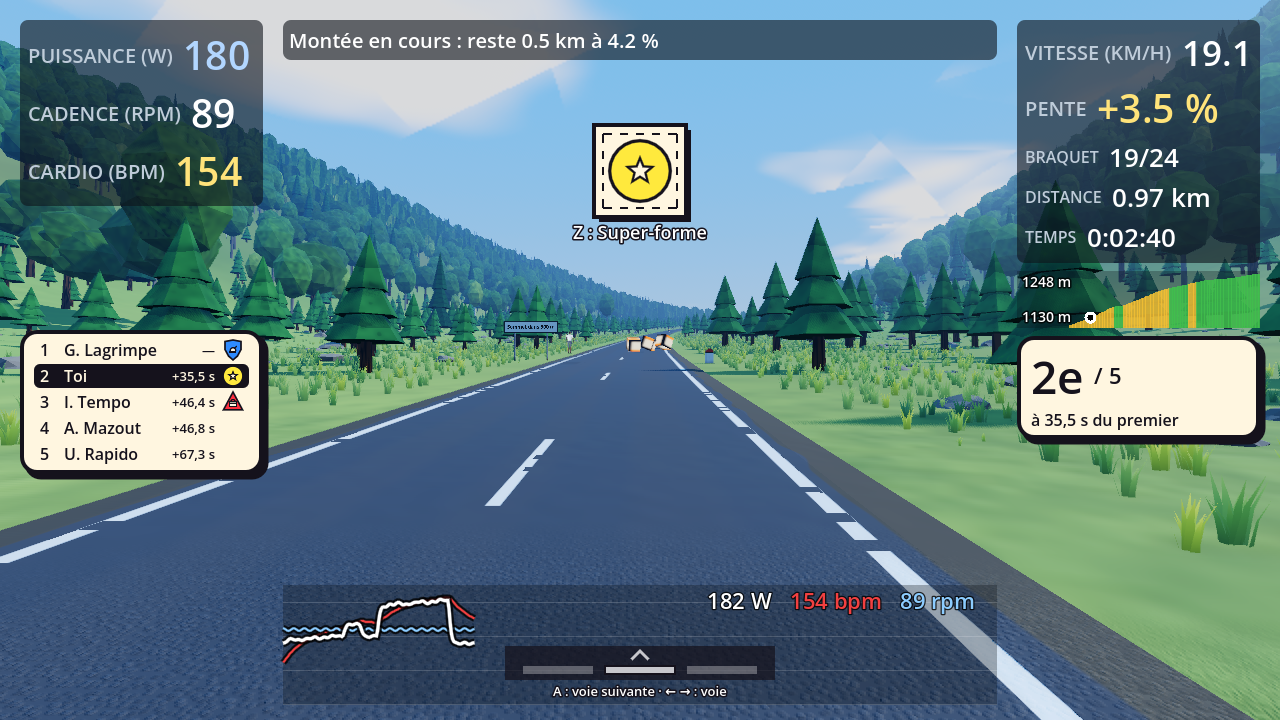 PUISSANCE (W) 180
CADENCE (RPM) 89
CARDIO (BPM) 154
Montée en cours : reste 0.5 km à 4.2 %
VITESSE (KM/H) 19.1
PENTE +3.5 %
BRAQUET 19/24
DISTANCE 0.97 km
TEMPS 0:02:40
Z : Super-forme
1248 m
1130 m
1 G. Lagrimpe —
2 Toi +35,5 s
3 I. Tempo +46,4 s
4 A. Mazout +46,8 s
5 U. Rapido +67,3 s
2e / 5
à 35,5 s du premier
182 W 154 bpm 89 rpm
A : voie suivante · ← → : voie